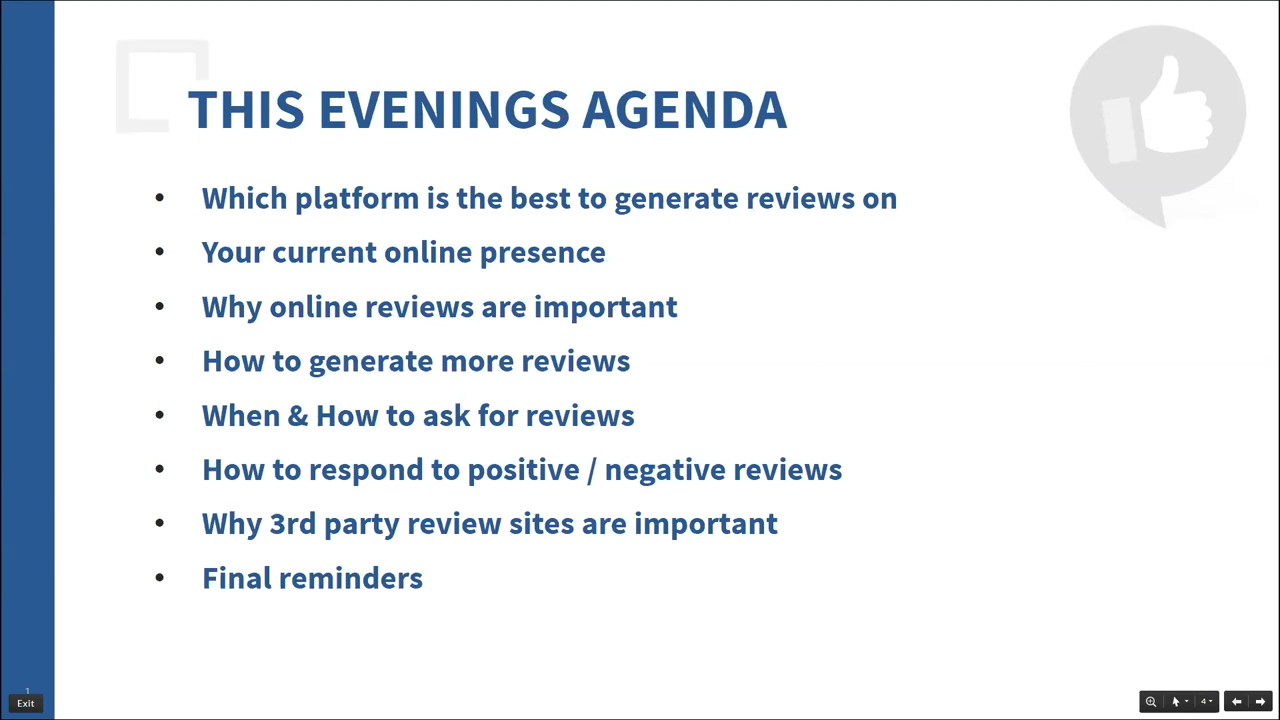 THIS EVENINGS AGENDA
• Which platform is the best to generate reviews on
• Your current online presence
• Why online reviews are important
• How to generate more reviews
• When & How to ask for reviews
• How to respond to positive / negative reviews
• Why 3rd party review sites are important
• Final reminders
1
Exit
4